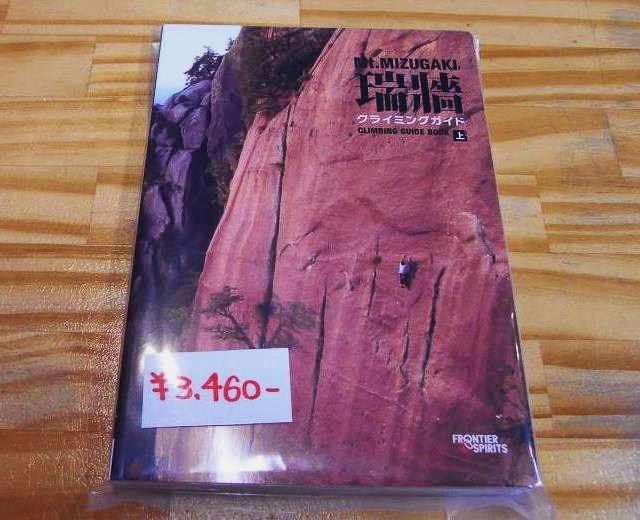 Mt.MIZUGAKI
瑞牆
クライミングガイド
CLIMBING GUIDE BOOK 上
¥3.460-
FRONTIER
SPIRITS